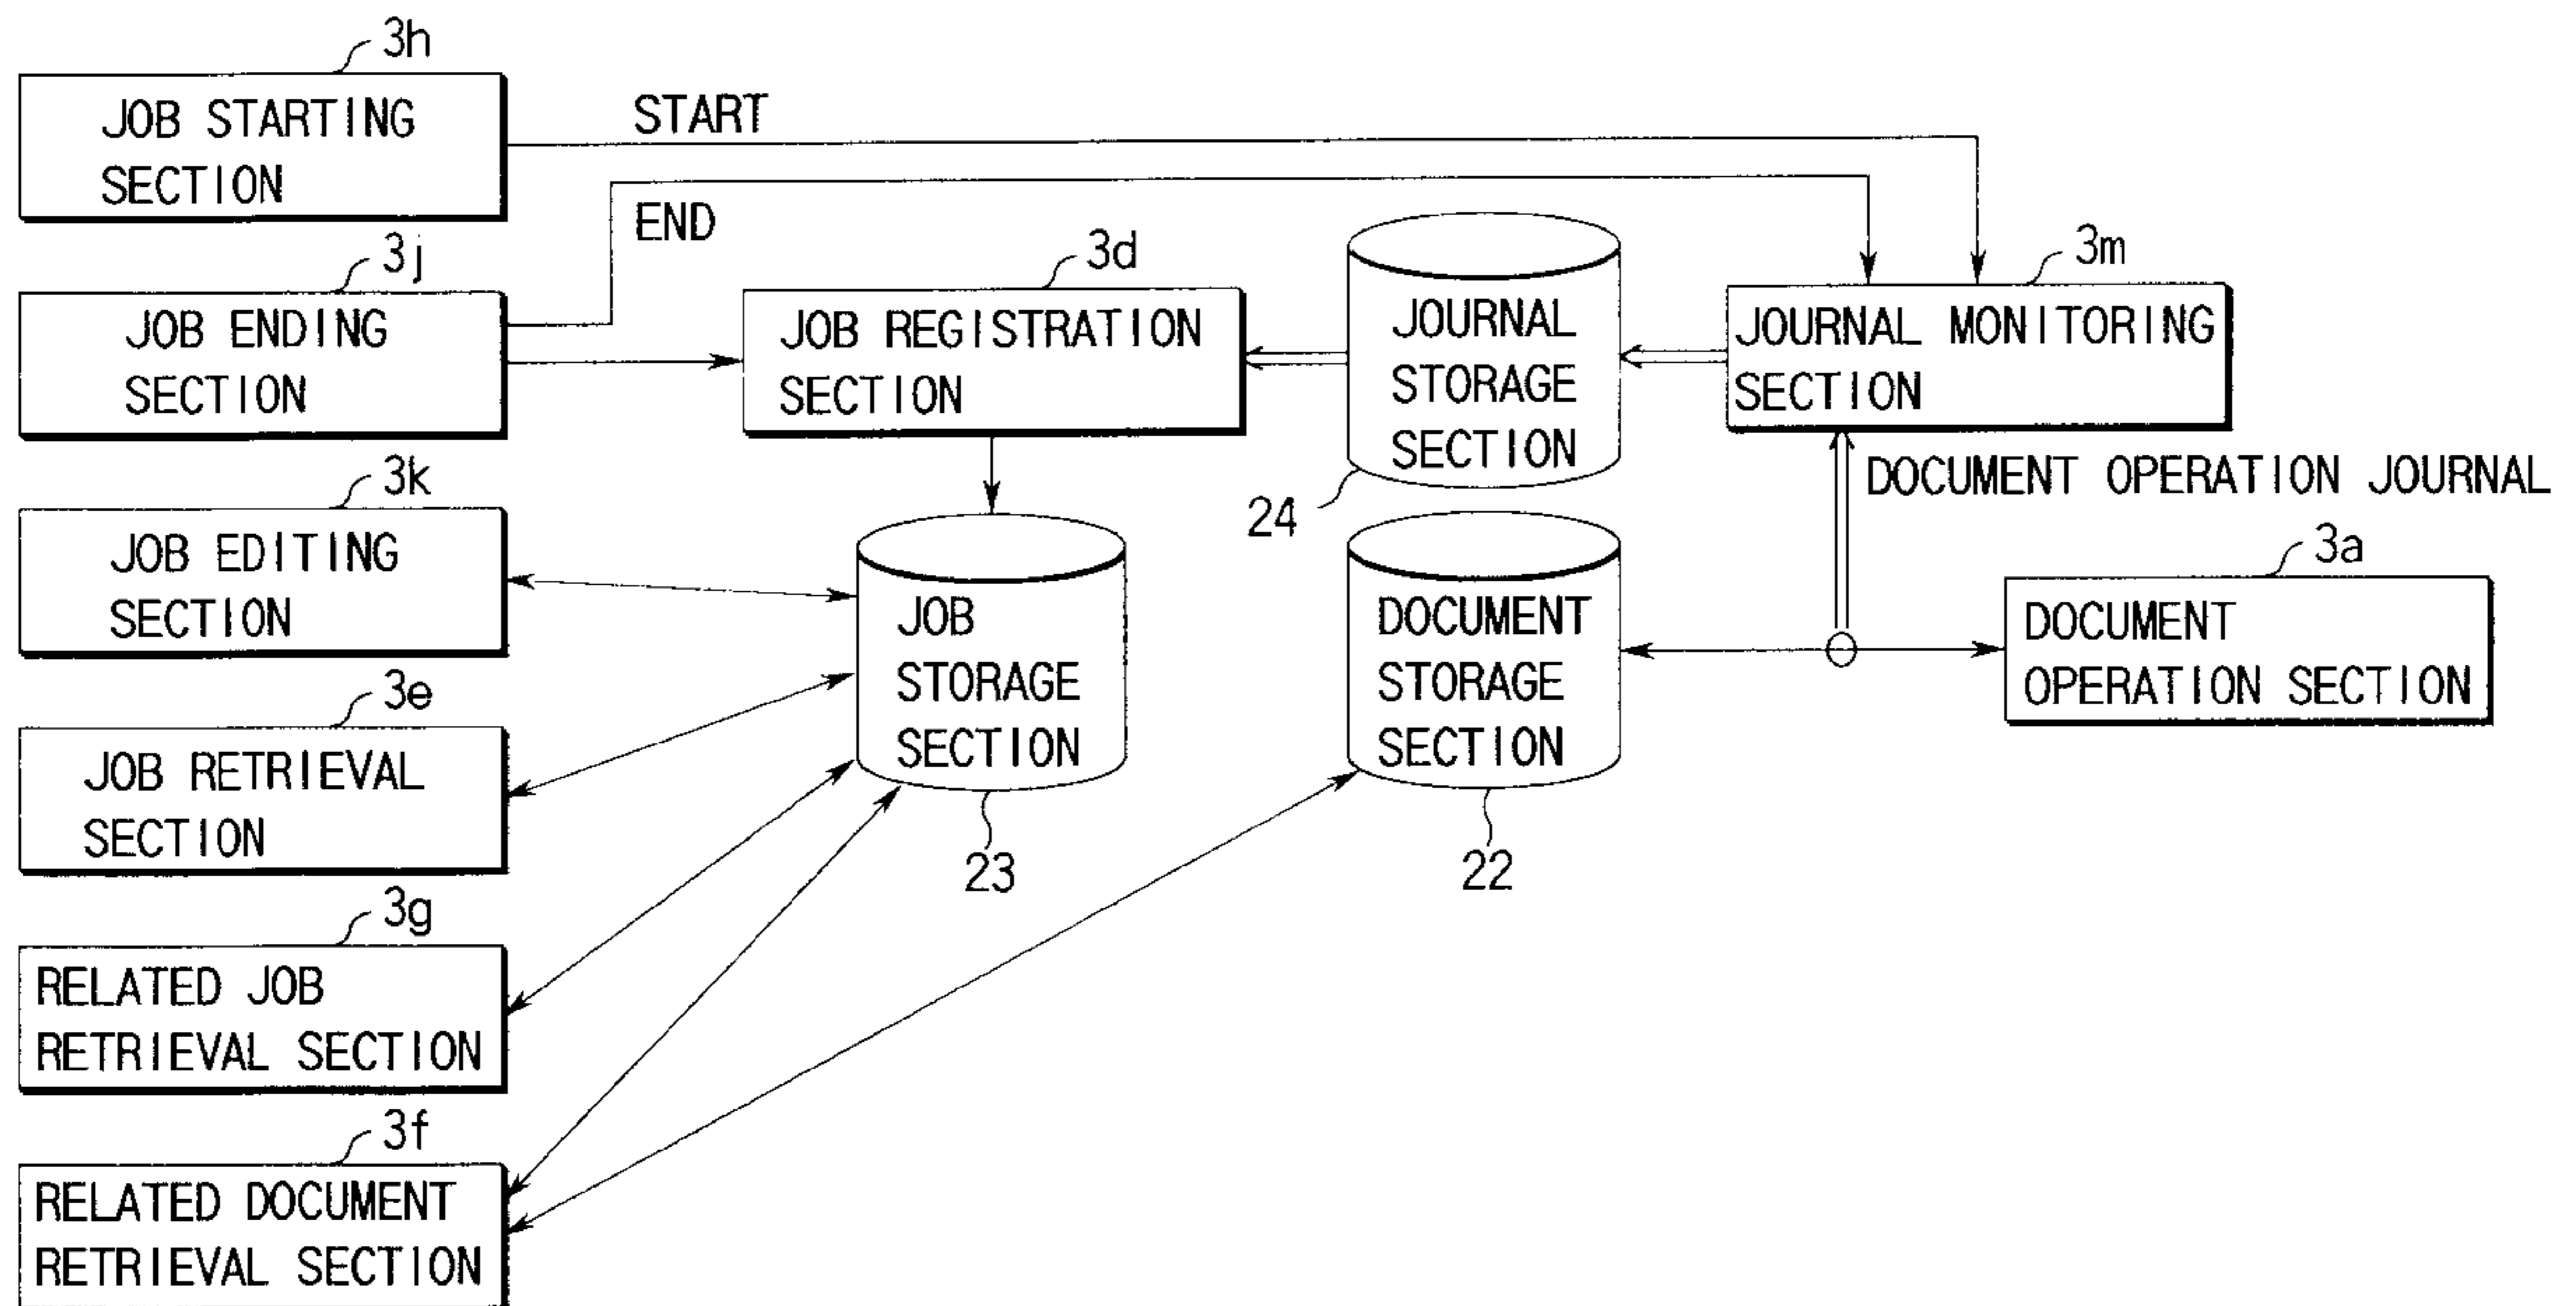 3h
JOB STARTING
SECTION
START
END
3j
JOB ENDING
SECTION
3d
JOB REGISTRATION
SECTION
JOURNAL
STORAGE
SECTION
24
3m
JOURNAL MONITORING
SECTION
DOCUMENT OPERATION JOURNAL
3k
JOB EDITING
SECTION
JOB
STORAGE
SECTION
23
DOCUMENT
STORAGE
SECTION
22
3a
DOCUMENT
OPERATION SECTION
3e
JOB RETRIEVAL
SECTION
3g
RELATED JOB
RETRIEVAL SECTION
3f
RELATED DOCUMENT
RETRIEVAL SECTION